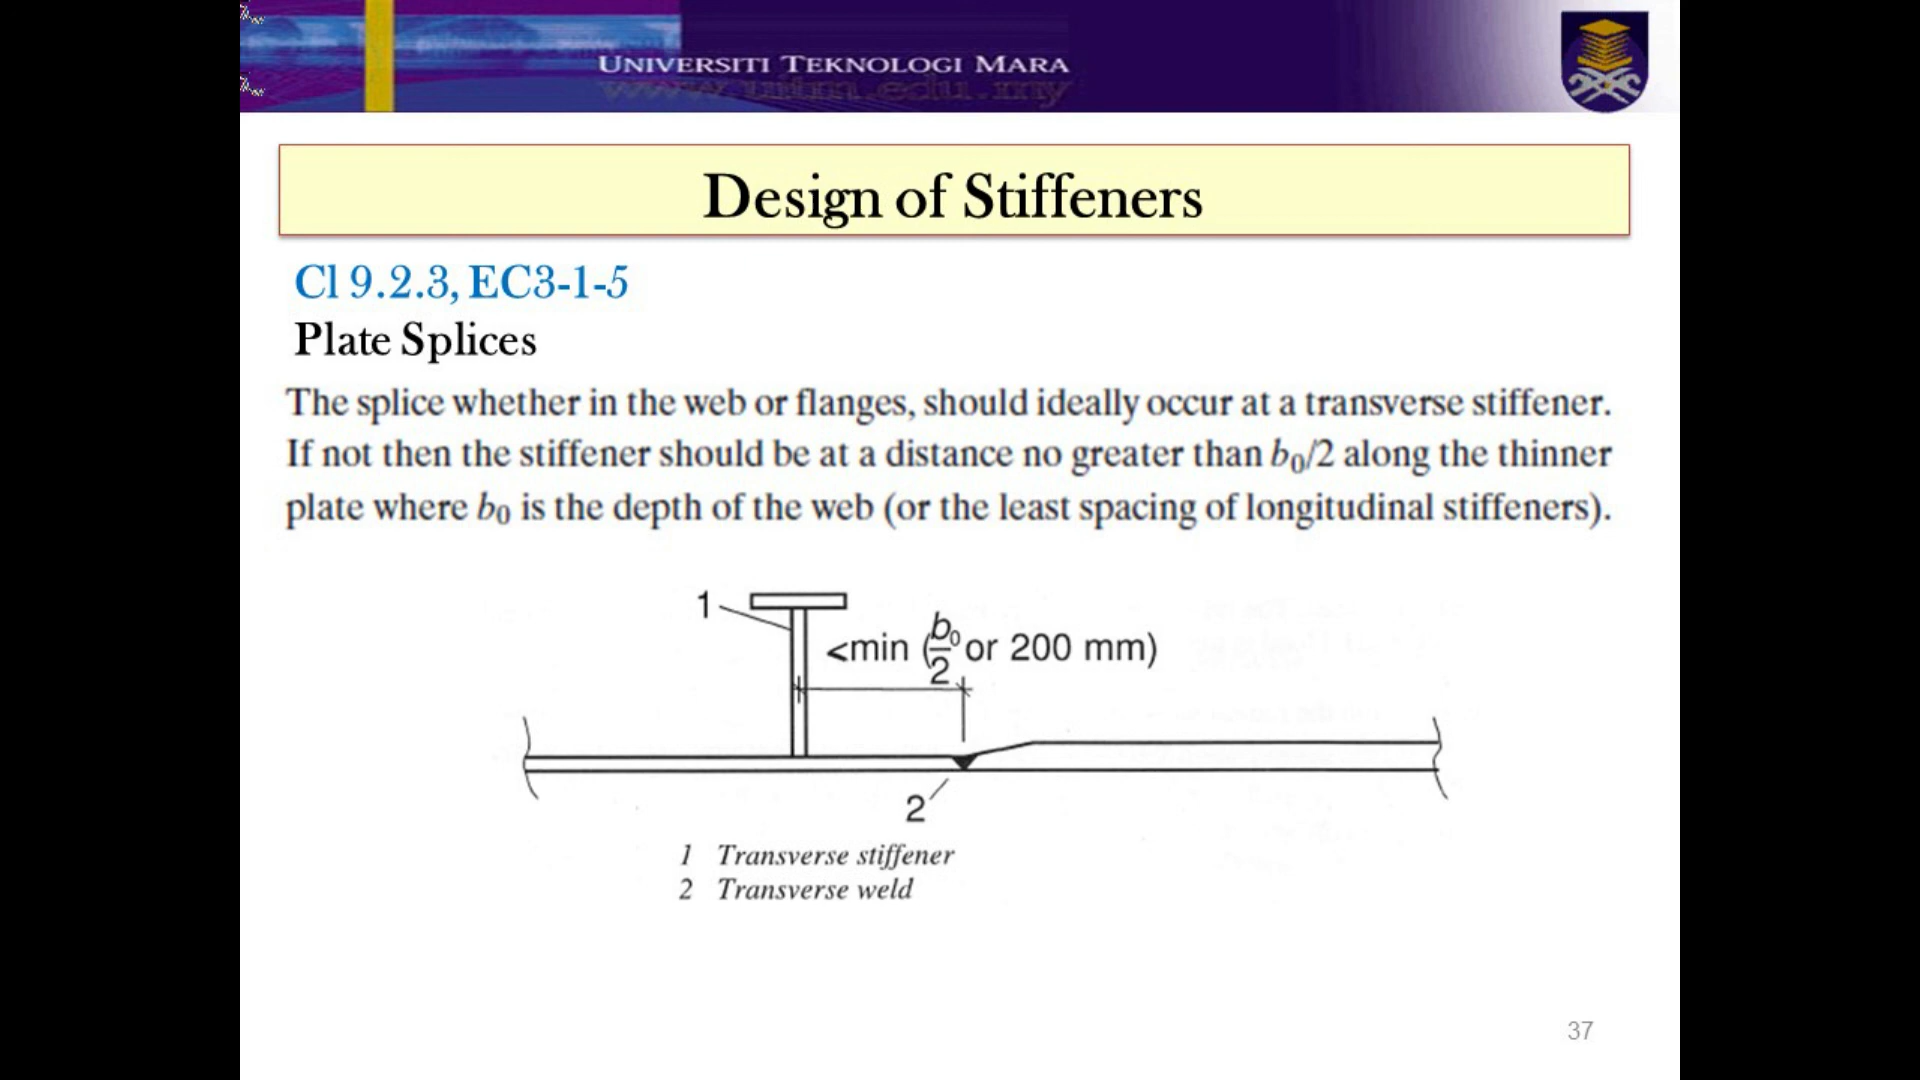 UNIVERSITI TEKNOLOGI MARA
www.uitm.edu.my
Design of Stiffeners
Cl 9.2.3, EC3-1-5
Plate Splices
The splice whether in the web or flanges, should ideally occur at a transverse stiffener.
If not then the stiffener should be at a distance no greater than b0/2 along the thinner
plate where b0 is the depth of the web (or the least spacing of longitudinal stiffeners).
1
<min (b0/2 or 200 mm)
2
1 Transverse stiffener
2 Transverse weld
37